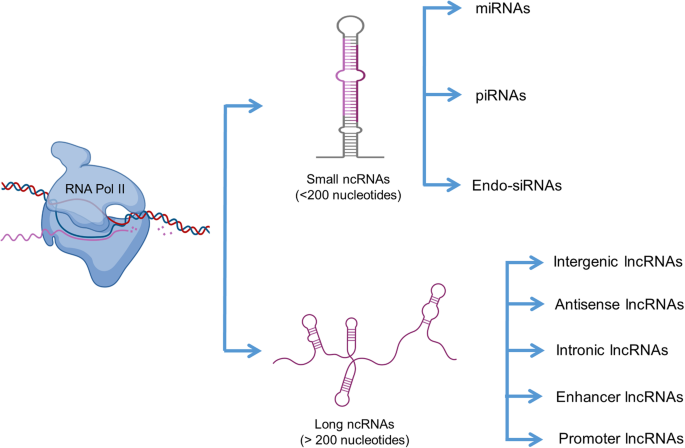 miRNAs
piRNAs
RNA Pol II
Small ncRNAs
(<200 nucleotides)
Endo-siRNAs
Intergenic lncRNAs
Antisense lncRNAs
Intronic lncRNAs
Enhancer lncRNAs
Long ncRNAs
(> 200 nucleotides)
Promoter lncRNAs